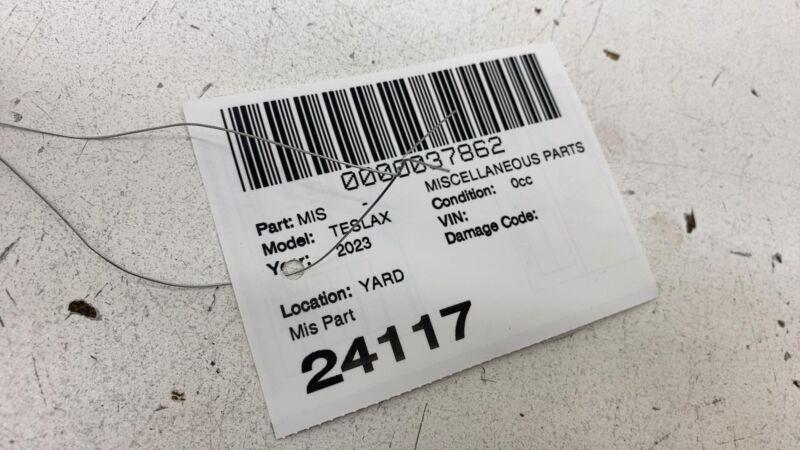 0000037862
Part: MIS - MISCELLANEOUS PARTS
Model: TESLAX Condition: 0cc
Year: 2023 VIN:
Damage Code:
Location: YARD
Mis Part
24117